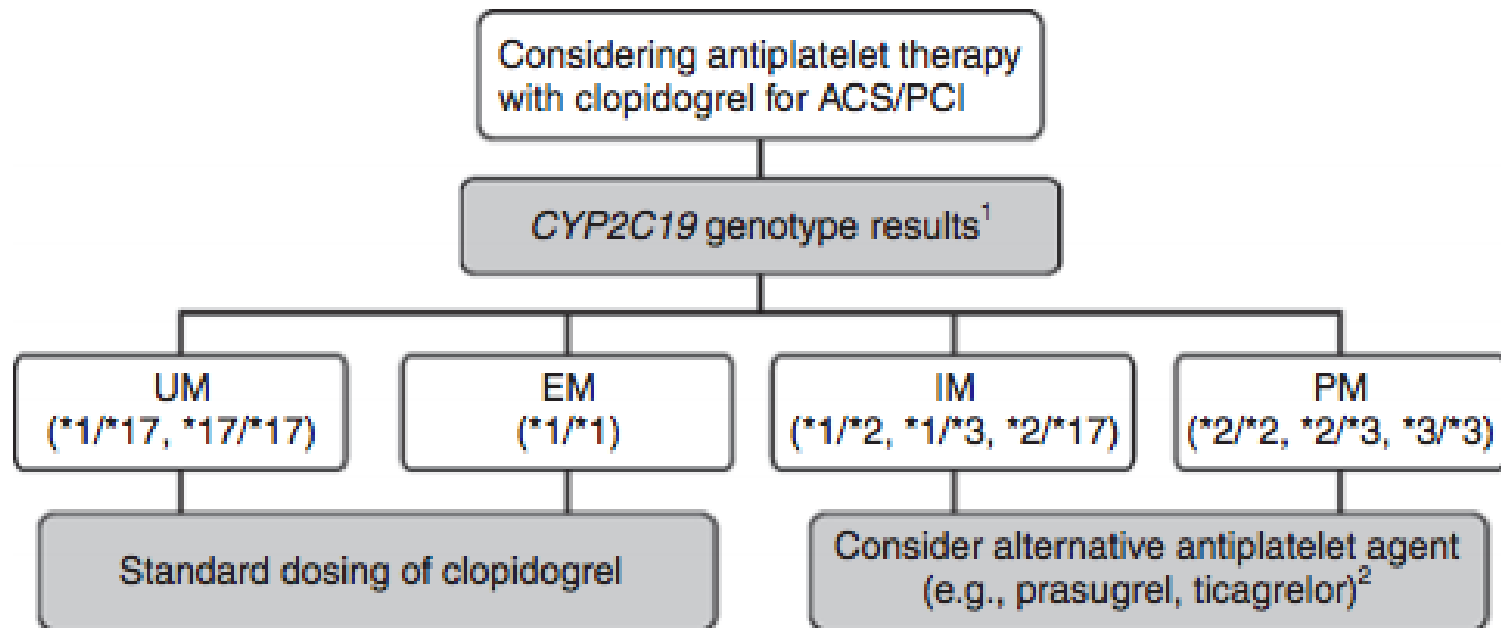 Considering antiplatelet therapy
with clopidogrel for ACS/PCI
CYP2C19 genotype results¹
UM
(*1/*17, *17/*17)
EM
(*1/*1)
IM
(*1/*2, *1/*3, *2/*17)
PM
(*2/*2, *2/*3, *3/*3)
Standard dosing of clopidogrel
Consider alternative antiplatelet agent
(e.g., prasugrel, ticagrelor)²